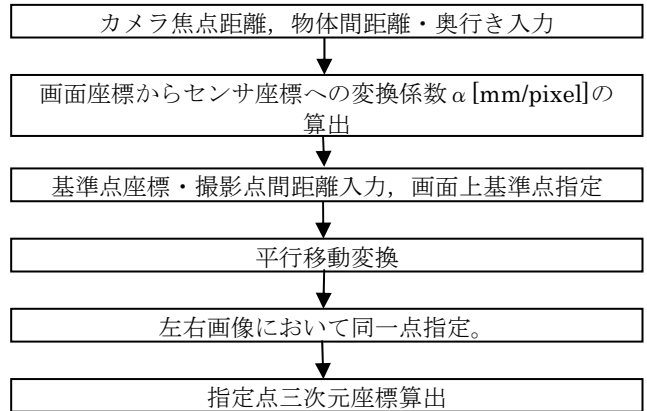 カメラ焦点距離，物体間距離・奥行き入力
画面座標からセンサ座標への変換係数α[mm/pixel]の
算出
基準点座標・撮影点間距離入力，画面上基準点指定
平行移動変換
左右画像において同一点指定。
指定点三次元座標算出